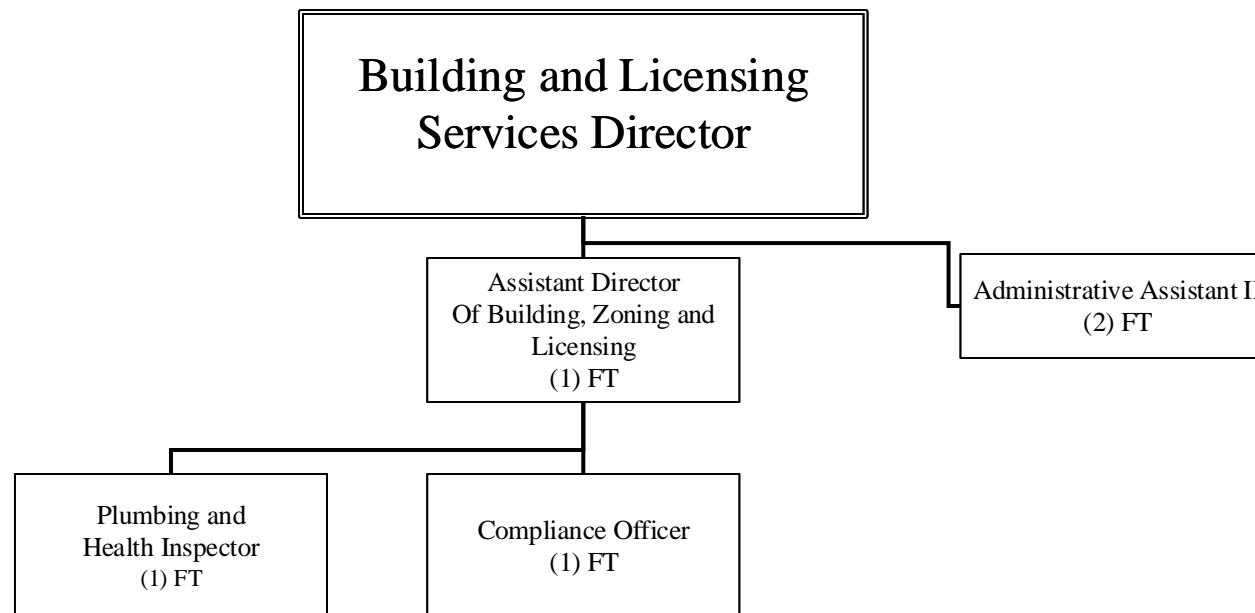 Building and Licensing
Services Director
Assistant Director
Of Building, Zoning and
Licensing
(1) FT
Administrative Assistant II
(2) FT
Plumbing and
Health Inspector
(1) FT
Compliance Officer
(1) FT